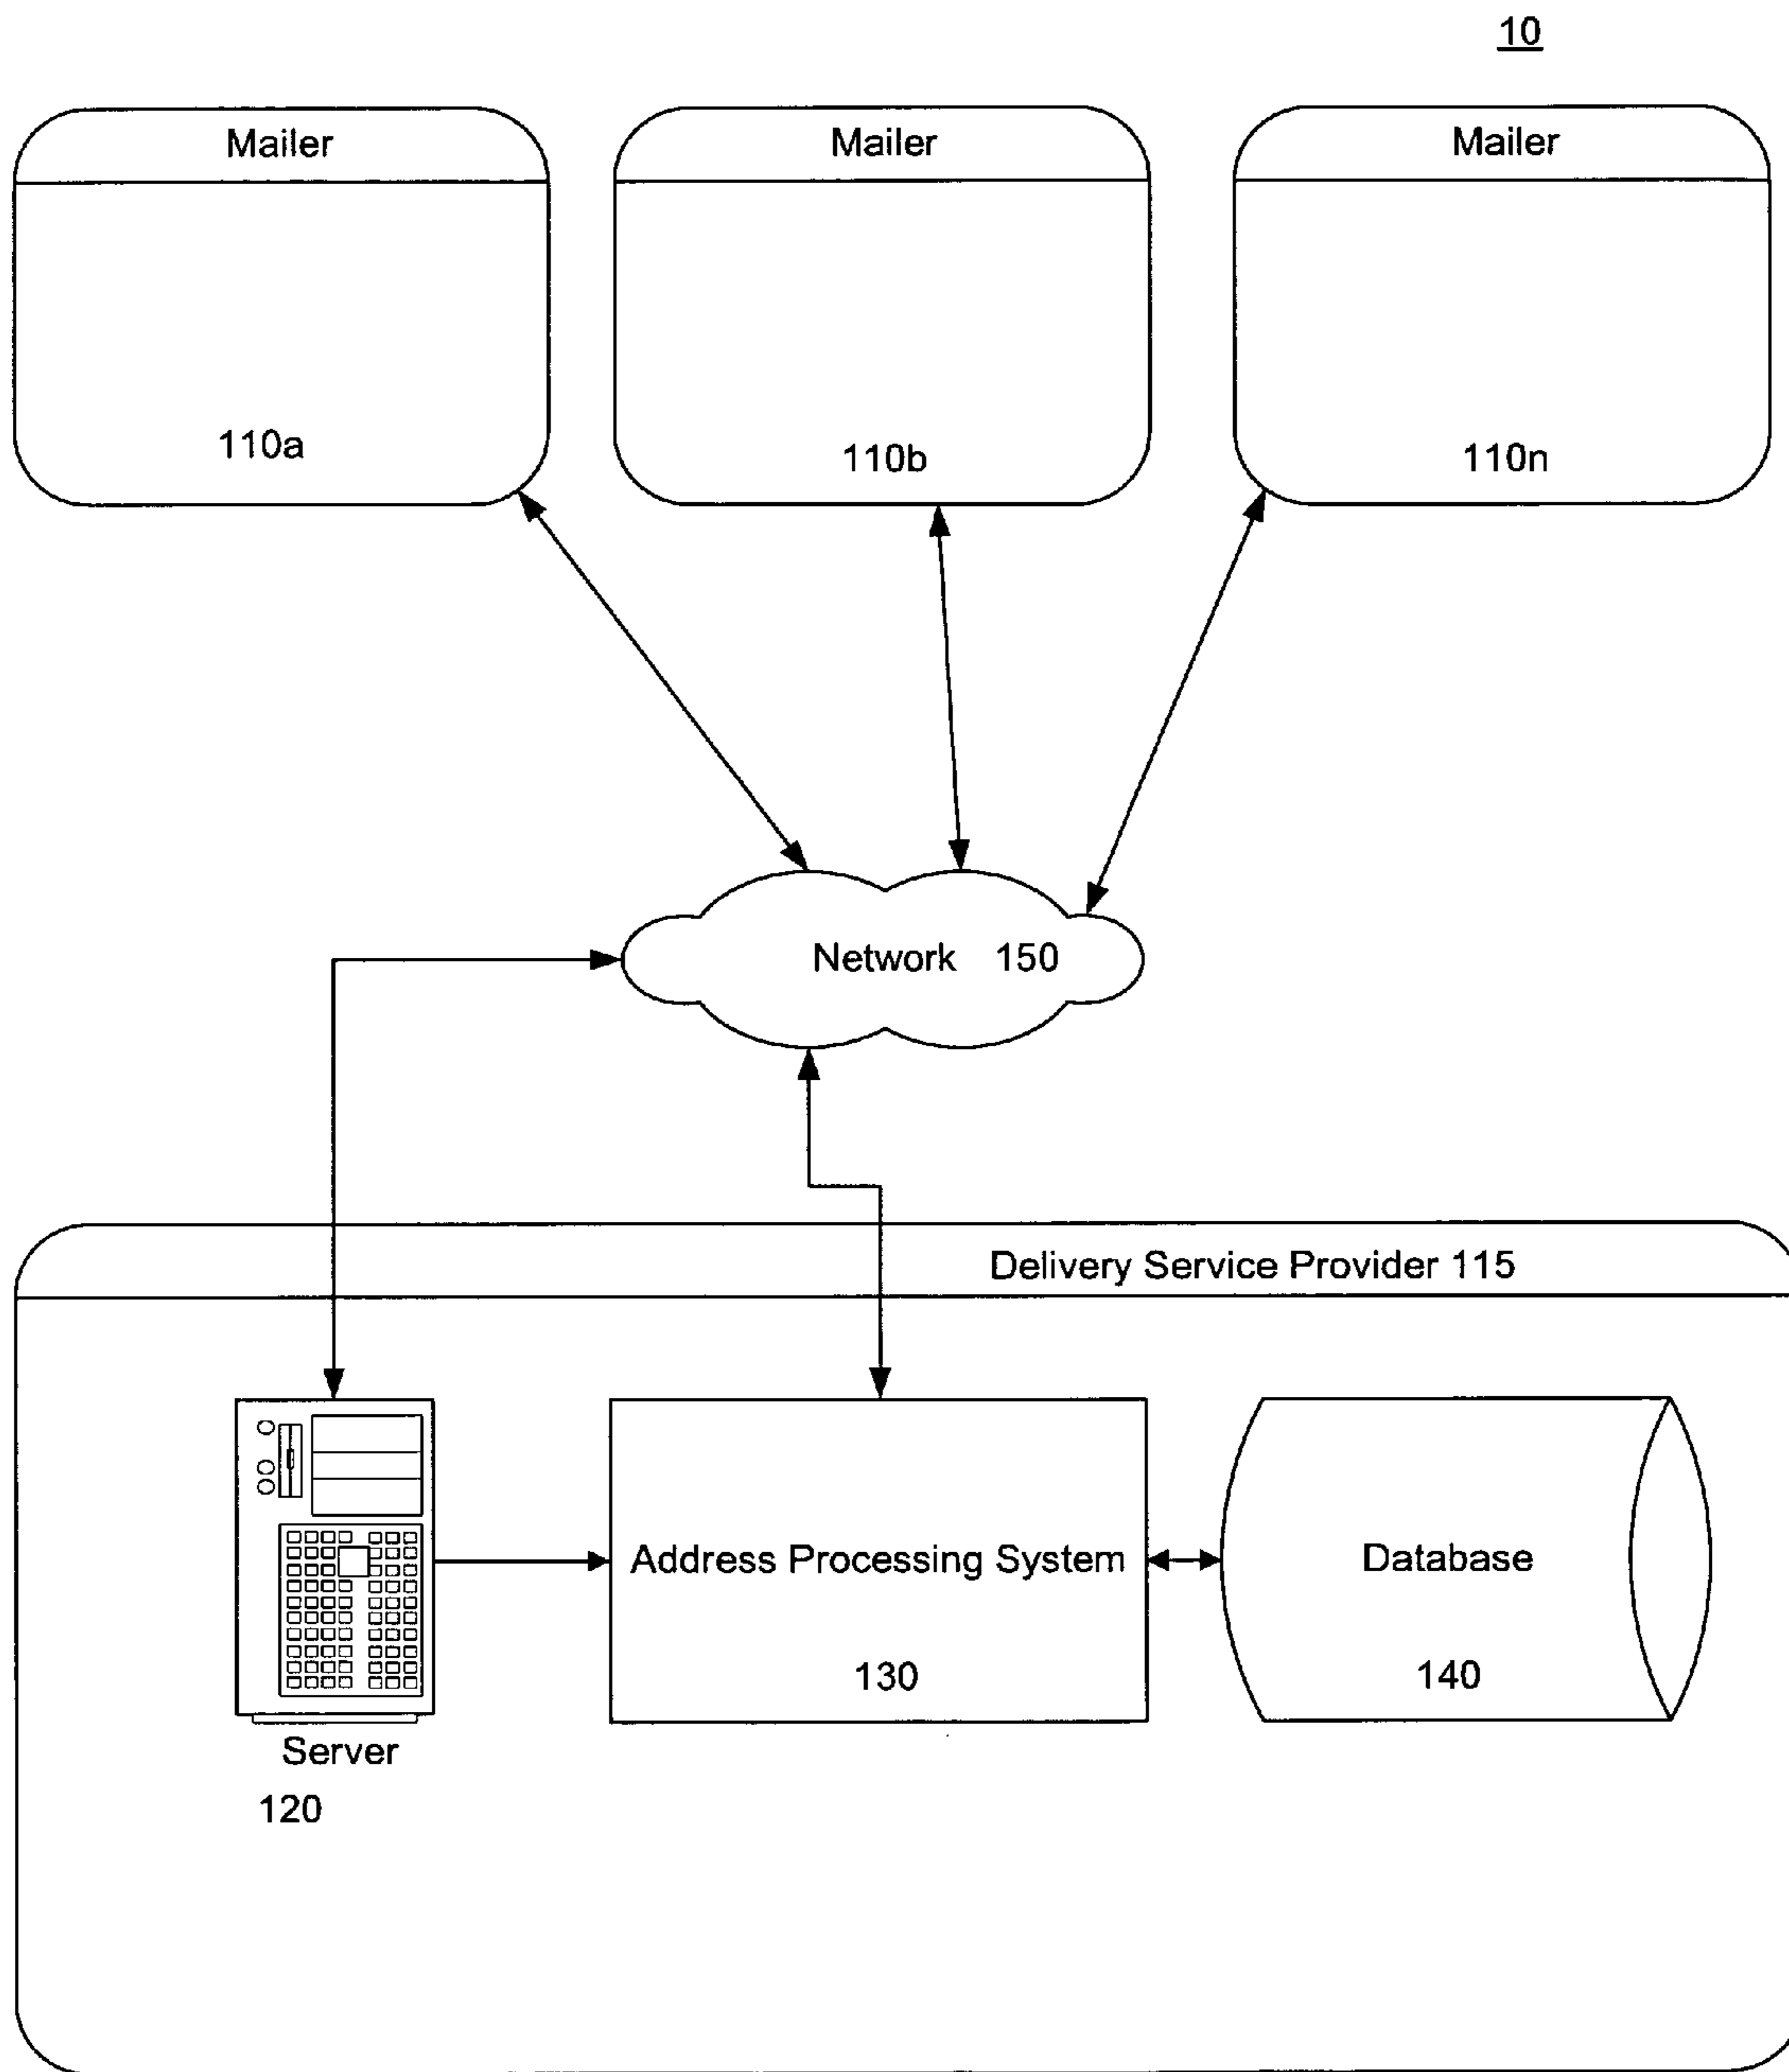 10
Mailer
110a
Mailer
110b
Mailer
110n
Network 150
Delivery Service Provider 115
Server
120
Address Processing System
130
Database
140